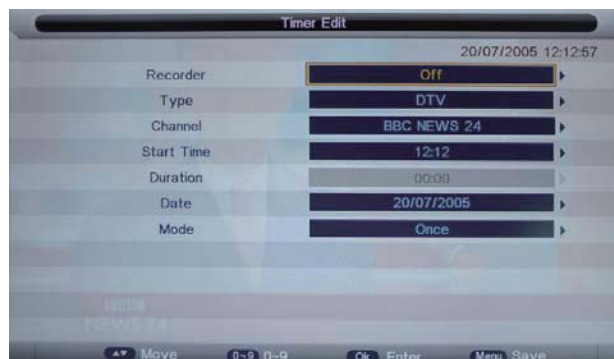 Timer Edit
20/07/2005 12:12:57
Recorder Off
Type DTV
Channel BBC NEWS 24
Start Time 12:12
Duration 00:00
Date 20/07/2005
Mode Once
NEWS 24
Move 0~9 0~9 Ok Enter Menu Save